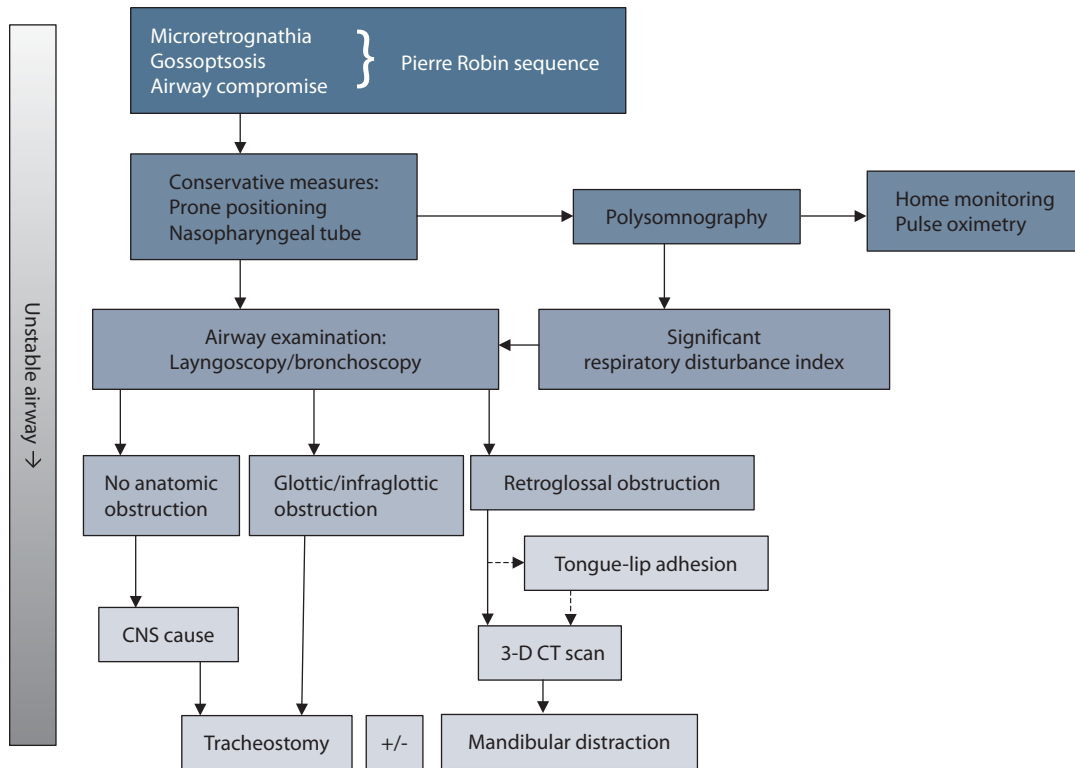 Microretrognathia
Gossoptsosis
Airway compromise
}
Pierre Robin sequence
Conservative measures:
Prone positioning
Nasopharyngeal tube
Polysomnography
Home monitoring
Pulse oximetry
Unstable airway →
Airway examination:
Layngoscopy/bronchoscopy
Significant
respiratory disturbance index
No anatomic
obstruction
Glottic/infraglottic
obstruction
Retroglossal obstruction
Tongue-lip adhesion
CNS cause
3-D CT scan
Tracheostomy
+/-
Mandibular distraction